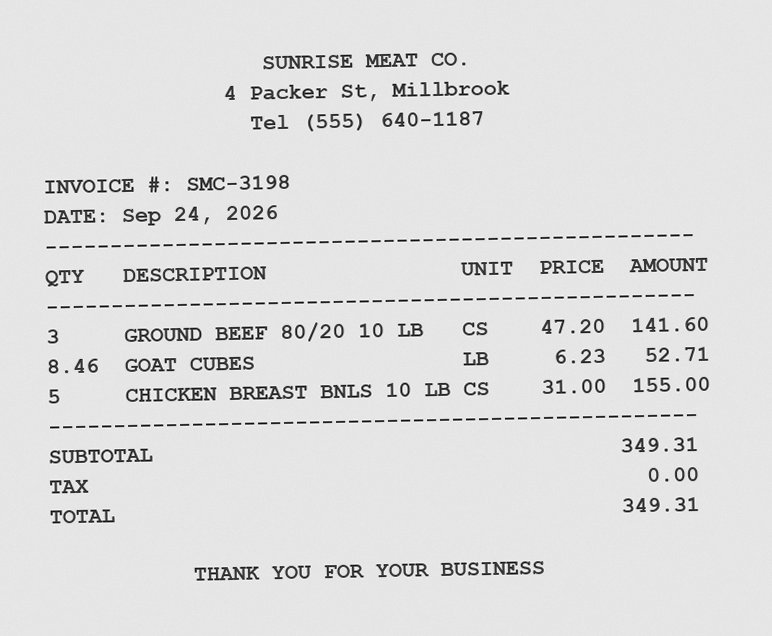 SUNRISE MEAT CO.
4 Packer St, Millbrook
Tel (555) 640-1187
INVOICE #: SMC-3198
DATE: Sep 24, 2026
--------------------------------------------------
QTY DESCRIPTION UNIT PRICE AMOUNT
--------------------------------------------------
3 GROUND BEEF 80/20 10 LB CS 47.20 141.60
8.46 GOAT CUBES LB 6.23 52.71
5 CHICKEN BREAST BNLS 10 LB CS 31.00 155.00
--------------------------------------------------
SUBTOTAL 349.31
TAX 0.00
TOTAL 349.31
THANK YOU FOR YOUR BUSINESS